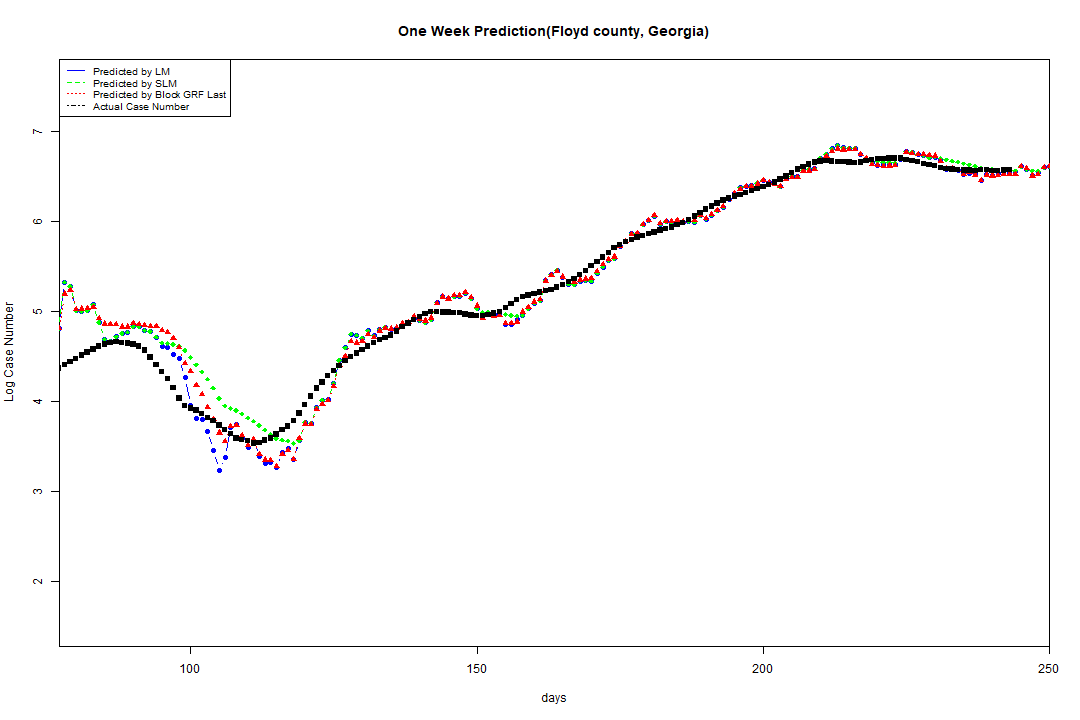 One Week Prediction(Floyd county, Georgia)
Predicted by LM
Predicted by SLM
Predicted by Block GRF Last
Actual Case Number
7
6
5
4
3
2
Log Case Number
100 150 200 250
days